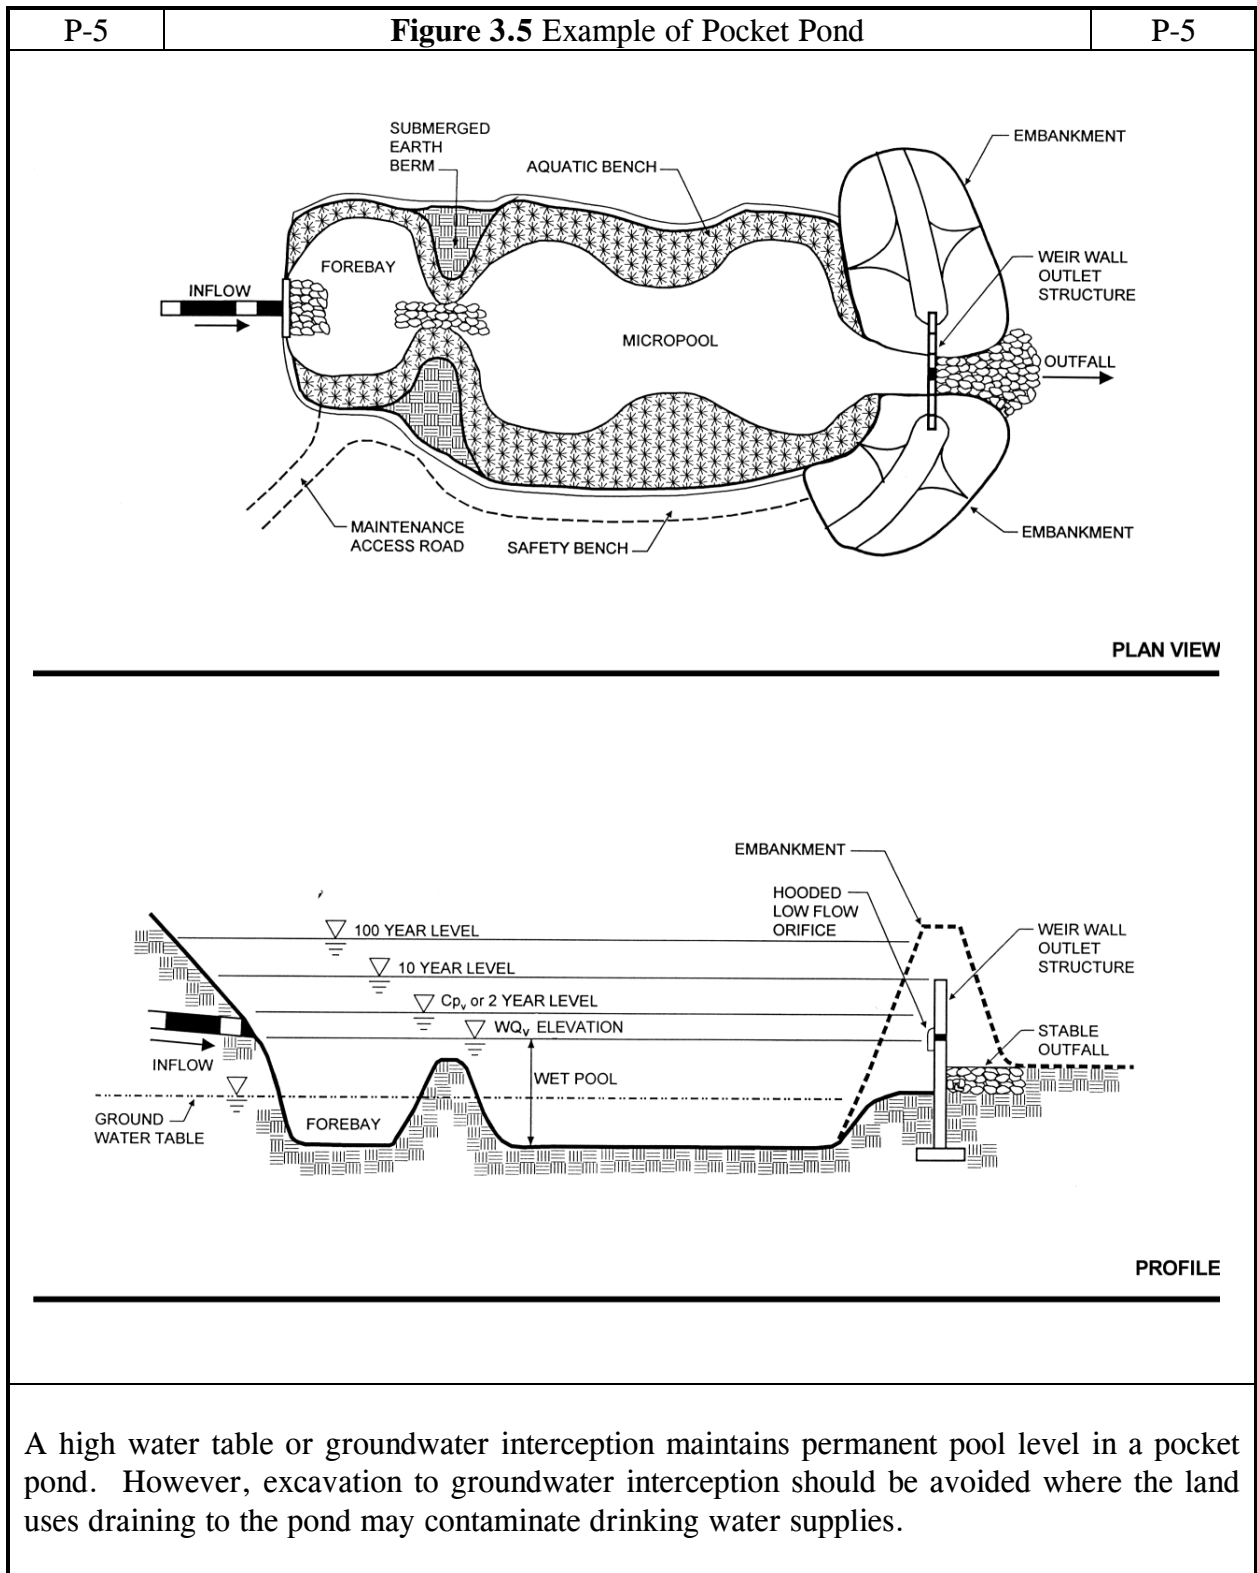 P-5
Figure 3.5 Example of Pocket Pond
P-5
SUBMERGED
EARTH
BERM
AQUATIC BENCH
EMBANKMENT
FOREBAY
WEIR WALL
OUTLET
STRUCTURE
INFLOW
MICROPOOL
OUTFALL
MAINTENANCE
ACCESS ROAD
SAFETY BENCH
EMBANKMENT
PLAN VIEW
EMBANKMENT
HOODED
LOW FLOW
ORIFICE
100 YEAR LEVEL
WEIR WALL
OUTLET
STRUCTURE
10 YEAR LEVEL
Cpv or 2 YEAR LEVEL
WQv ELEVATION
STABLE
OUTFALL
INFLOW
WET POOL
GROUND
WATER TABLE
FOREBAY
PROFILE
A high water table or groundwater interception maintains permanent pool level in a pocket
pond. However, excavation to groundwater interception should be avoided where the land
uses draining to the pond may contaminate drinking water supplies.